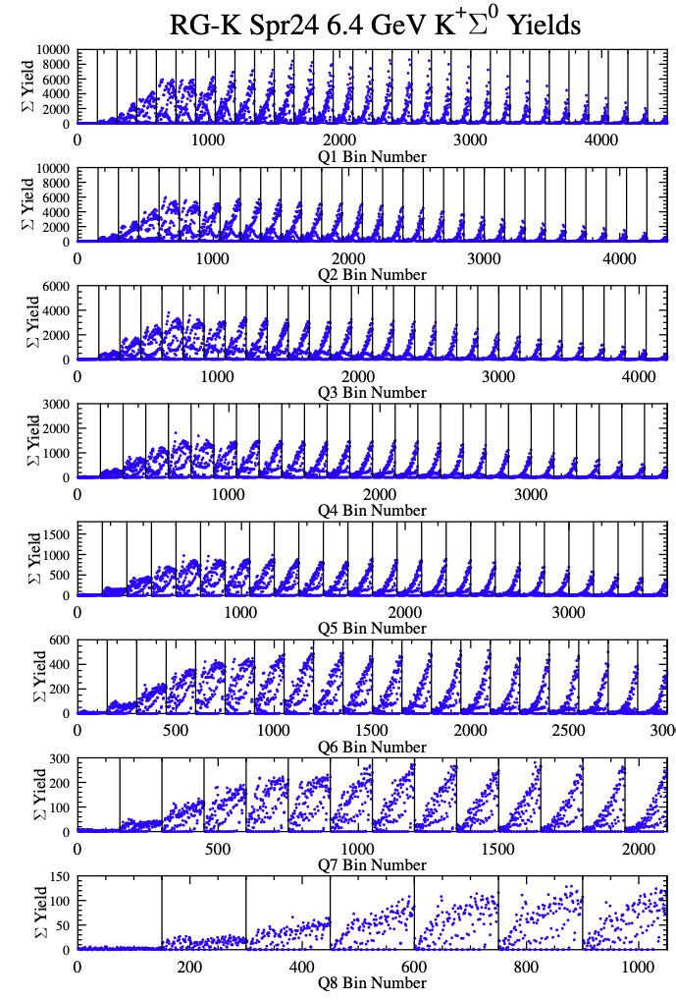 RG-K Spr24 6.4 GeV K+Σ0 Yields
10000
8000
6000
4000
2000
0
Σ Yield
0 1000 2000 3000 4000
Q1 Bin Number
10000
8000
6000
4000
2000
0
Σ Yield
0 1000 2000 3000 4000
Q2 Bin Number
6000
4000
2000
0
Σ Yield
0 1000 2000 3000 4000
Q3 Bin Number
3000
2000
1000
0
Σ Yield
0 1000 2000 3000
Q4 Bin Number
1500
1000
500
0
Σ Yield
0 1000 2000 3000
Q5 Bin Number
600
400
200
0
Σ Yield
0 500 1000 1500 2000 2500 300
Q6 Bin Number
300
200
100
0
Σ Yield
0 500 1000 1500 2000
Q7 Bin Number
150
100
50
0
Σ Yield
0 200 400 600 800 1000
Q8 Bin Number